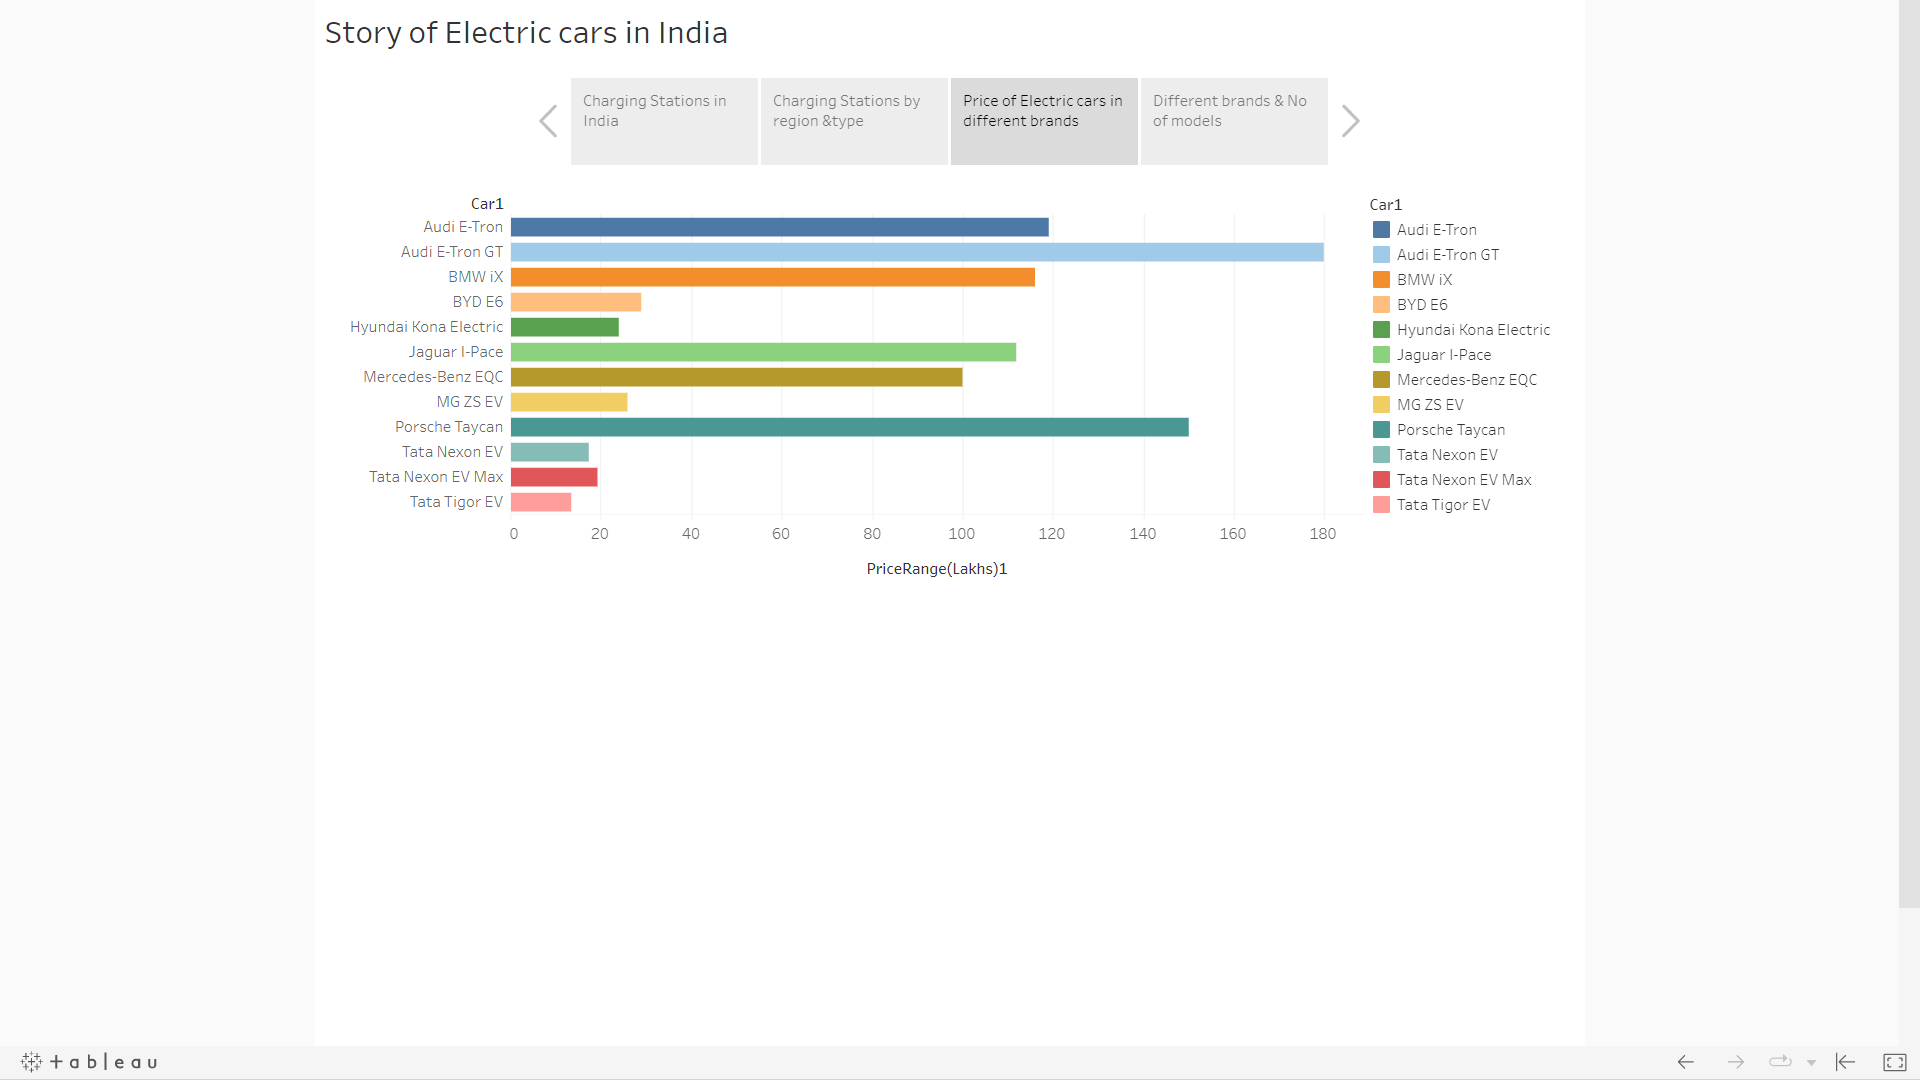 Story of Electric cars in India
Charging Stations in
India
Charging Stations by
region &type
Price of Electric cars in
different brands
Different brands & No
of models
Car1
Audi E-Tron
Audi E-Tron GT
BMW iX
BYD E6
Hyundai Kona Electric
Jaguar I-Pace
Mercedes-Benz EQC
MG ZS EV
Porsche Taycan
Tata Nexon EV
Tata Nexon EV Max
Tata Tigor EV
0 20 40 60 80 100 120 140 160 180
PriceRange(Lakhs)1
Car1
Audi E-Tron
Audi E-Tron GT
BMW iX
BYD E6
Hyundai Kona Electric
Jaguar I-Pace
Mercedes-Benz EQC
MG ZS EV
Porsche Taycan
Tata Nexon EV
Tata Nexon EV Max
Tata Tigor EV
+ableau